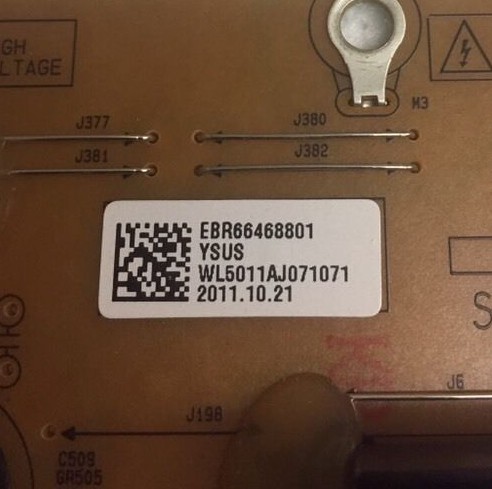 GH
LTAGE
M3
J377
J380
J381
J382
EBR66468801
YSUS
WL5011AJ071071
2011.10.21
S
J6
J198
C509
GR505